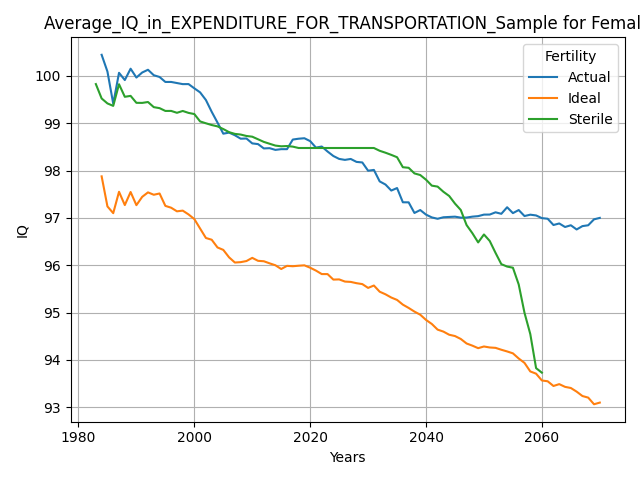 Average_IQ_in_EXPENDITURE_FOR_TRANSPORTATION_Sample for Femal
Fertility
Actual
Ideal
Sterile
IQ
100
99
98
97
96
95
94
93
1980
2000
2020
2040
2060
Years